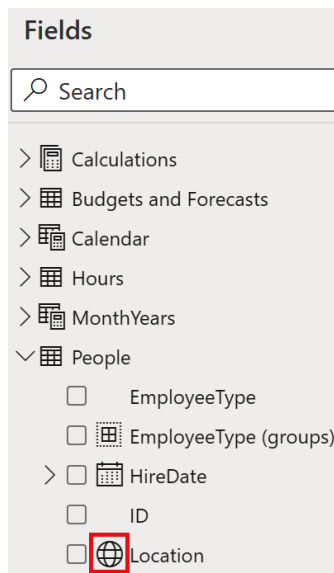 Fields
Search
Calculations
Budgets and Forecasts
Calendar
Hours
MonthYears
People
EmployeeType
EmployeeType (groups)
HireDate
ID
Location